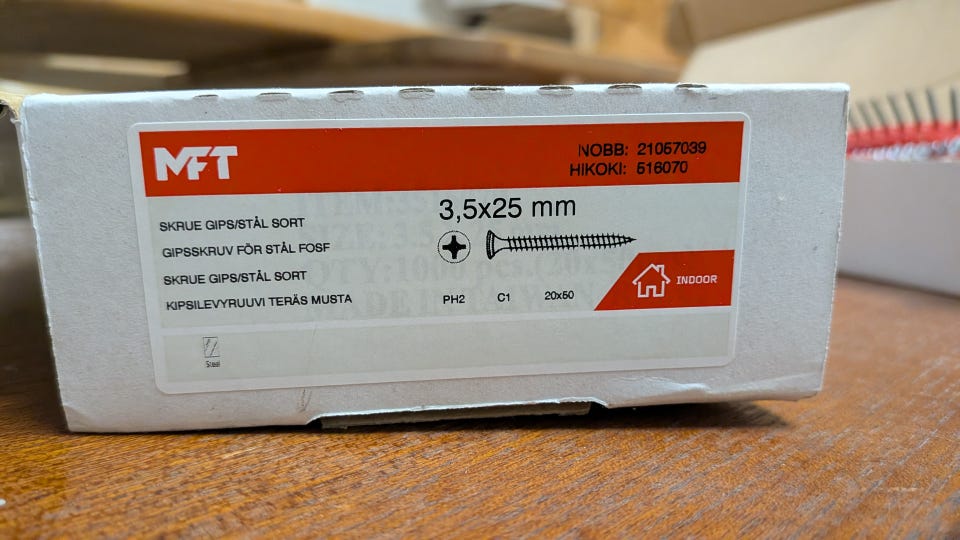 MFT
NOBB: 21057039
HIKOKI: 516070
3,5x25 mm
SKRUE GIPS/STÅL SORT
GIPSSKRUV FÖR STÅL FOSF
SKRUE GIPS/STÅL SORT
KIPSILEVYRUUVI TERÄS MUSTA
PH2 C1 20x50
INDOOR
Steel